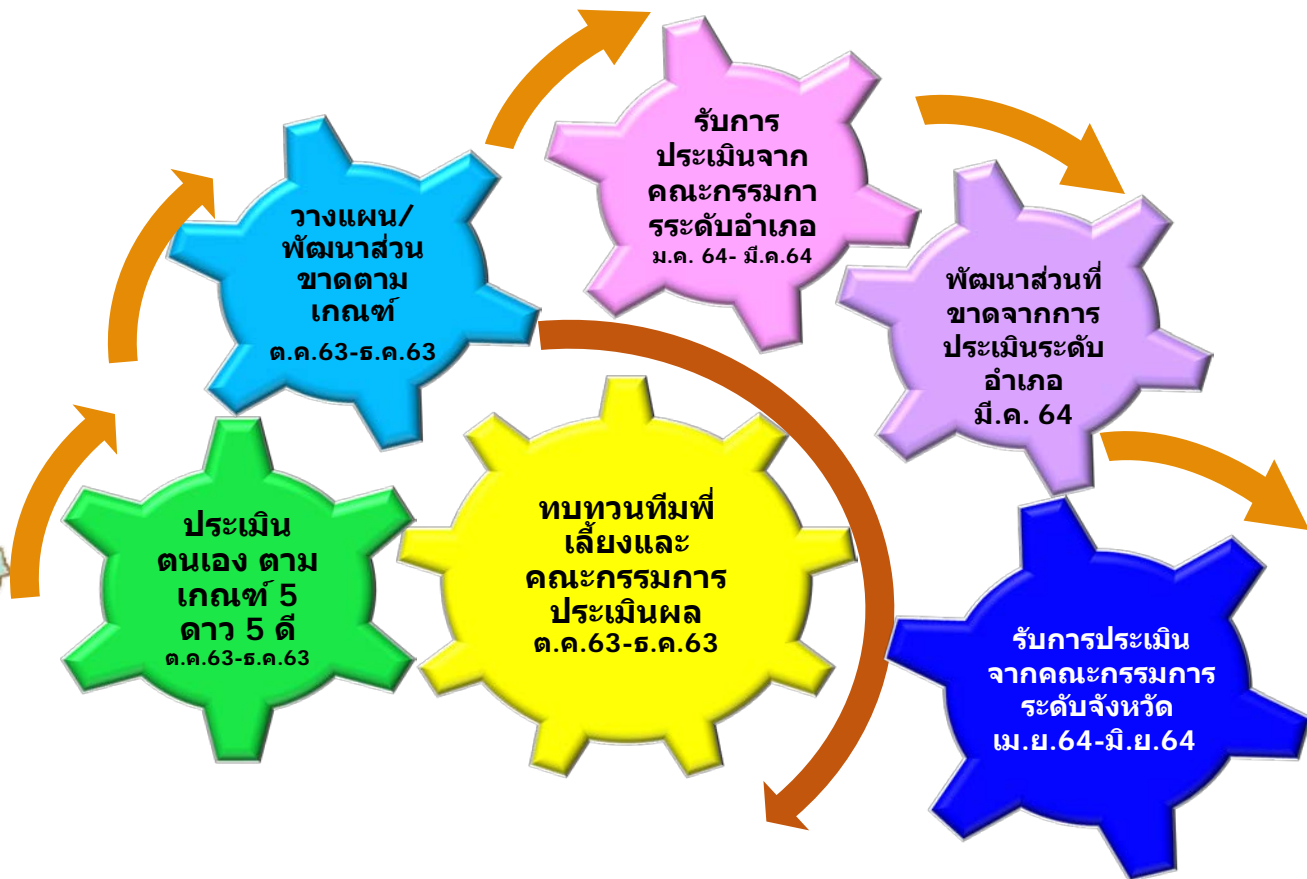 ประเมิน
ตนเอง ตาม
เกณฑ์ 5
ดาว 5 ดี
ต.ค.63-ธ.ค.63
วางแผน/
พัฒนาส่วน
ขาดตาม
เกณฑ์
ต.ค.63-ธ.ค.63
ทบทวนทีมพี่
เลี้ยงและ
คณะกรรมการ
ประเมินผล
ต.ค.63-ธ.ค.63
รับการ
ประเมินจาก
คณะกรรมกา
รระดับอำเภอ
ม.ค. 64- มี.ค.64
พัฒนาส่วนที่
ขาดจากการ
ประเมินระดับ
อำเภอ
มี.ค. 64
รับการประเมิน
จากคณะกรรมการ
ระดับจังหวัด
เม.ย.64-มิ.ย.64